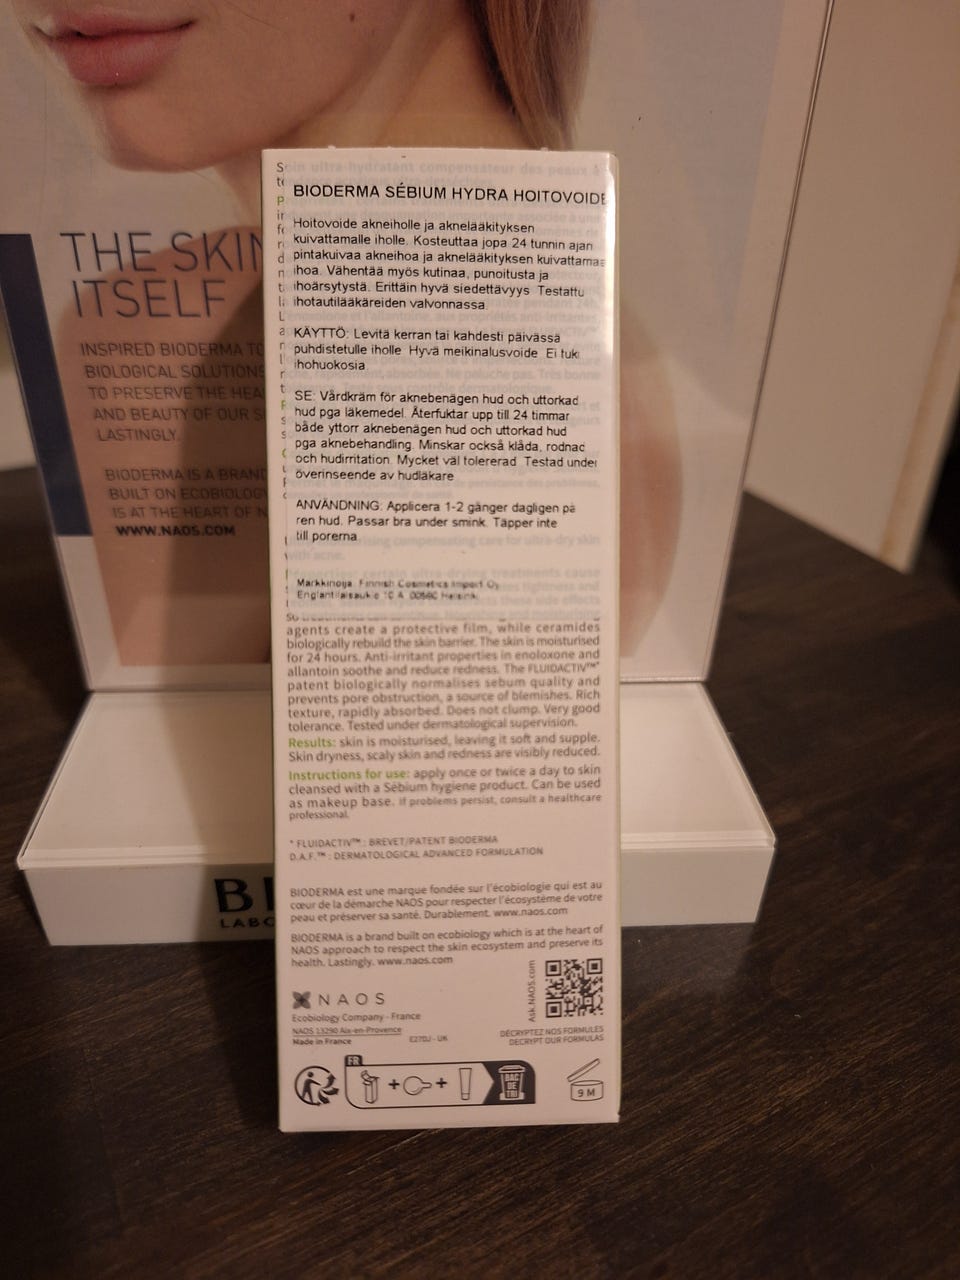 THE SKIN
ITSELF
INSPIRED BIODERMA TO
BIOLOGICAL SOLUTIONS
TO PRESERVE THE HEA
AND BEAUTY OF OUR S
LASTINGLY.
BIODERMA IS A BRAND
BUILT ON ECOBIOLOGY
IS AT THE HEART OF N
WWW.NAOS.COM
BI
LABO
BIODERMA SÉBIUM HYDRA HOITOVOIDE
Hoitovoide akneiholle ja aknelääkityksen
kuivattamalle iholle. Kosteuttaa jopa 24 tunnin ajan
pintakuivaa akneihoa ja aknelääkityksen kuivattamaa
ihoa. Vähentää myös kutinaa, punoitusta ja
ihoärsytystä. Erittäin hyvä siedettävyys Testattu
ihotautilääkäreiden valvonnassa.
KÄYTTÖ: Levitä kerran tai kahdesti päivässä
puhdistetulle iholle Hyvä meikinalusvoide Ei tuki
ihohuokosia
SE: Vårdkräm för aknebenägen hud och uttorkad
hud pga läkemedel. Återfuktar upp till 24 timmar
både yttorr aknebenägen hud och uttorkad hud
pga aknebehandling. Minskar också klåda, rodnad
och hudirritation Mycket väl tolererad Testad under
överinseende av hudläkare
ANVÄNDNING: Applicera 1-2 gånger dagligen på
ren hud. Passar bra under smink. Täpper inte
till porerna.
Markkinoija: Finnish Cosmetics Import Oy
agents create a protective film, while ceramides
biologically rebuild the skin barrier. The skin is moisturised
for 24 hours. Anti-irritant properties in enoloxone and
allantoin soothe and reduce redness. The FLUIDACTIV™*
patent biologically normalises sebum quality and
prevents pore obstruction, a source of blemishes. Rich
texture, rapidly absorbed. Does not clump. Very good
tolerance. Tested under dermatological supervision.
Results: skin is moisturised, leaving it soft and supple.
Skin dryness, scaly skin and redness are visibly reduced.
Instructions for use: apply once or twice a day to skin
cleansed with a Sébium hygiene product. Can be used
as makeup base. If problems persist, consult a healthcare
professional.
* FLUIDACTIV™ : BREVET/PATENT BIODERMA
D.A.F.™ : DERMATOLOGICAL ADVANCED FORMULATION
BIODERMA est une marque fondée sur l'écobiologie qui est au
cœur de la démarche NAOS pour respecter l'écosystème de votre
peau et préserver sa santé. Durablement. www.naos.com
BIODERMA is a brand built on ecobiology which is at the heart of
NAOS approach to respect the skin ecosystem and preserve its
health. Lastingly. www.naos.com
NAOS
Ecobiology Company - France
NAOS 13290 Aix-en-Provence
Made in France
E27DJ - UK
Ask.NAOS.com
DÉCRYPTEZ NOS FORMULES
DECRYPT OUR FORMULAS
FR
+ +
BAC
DE
TRI
9 M